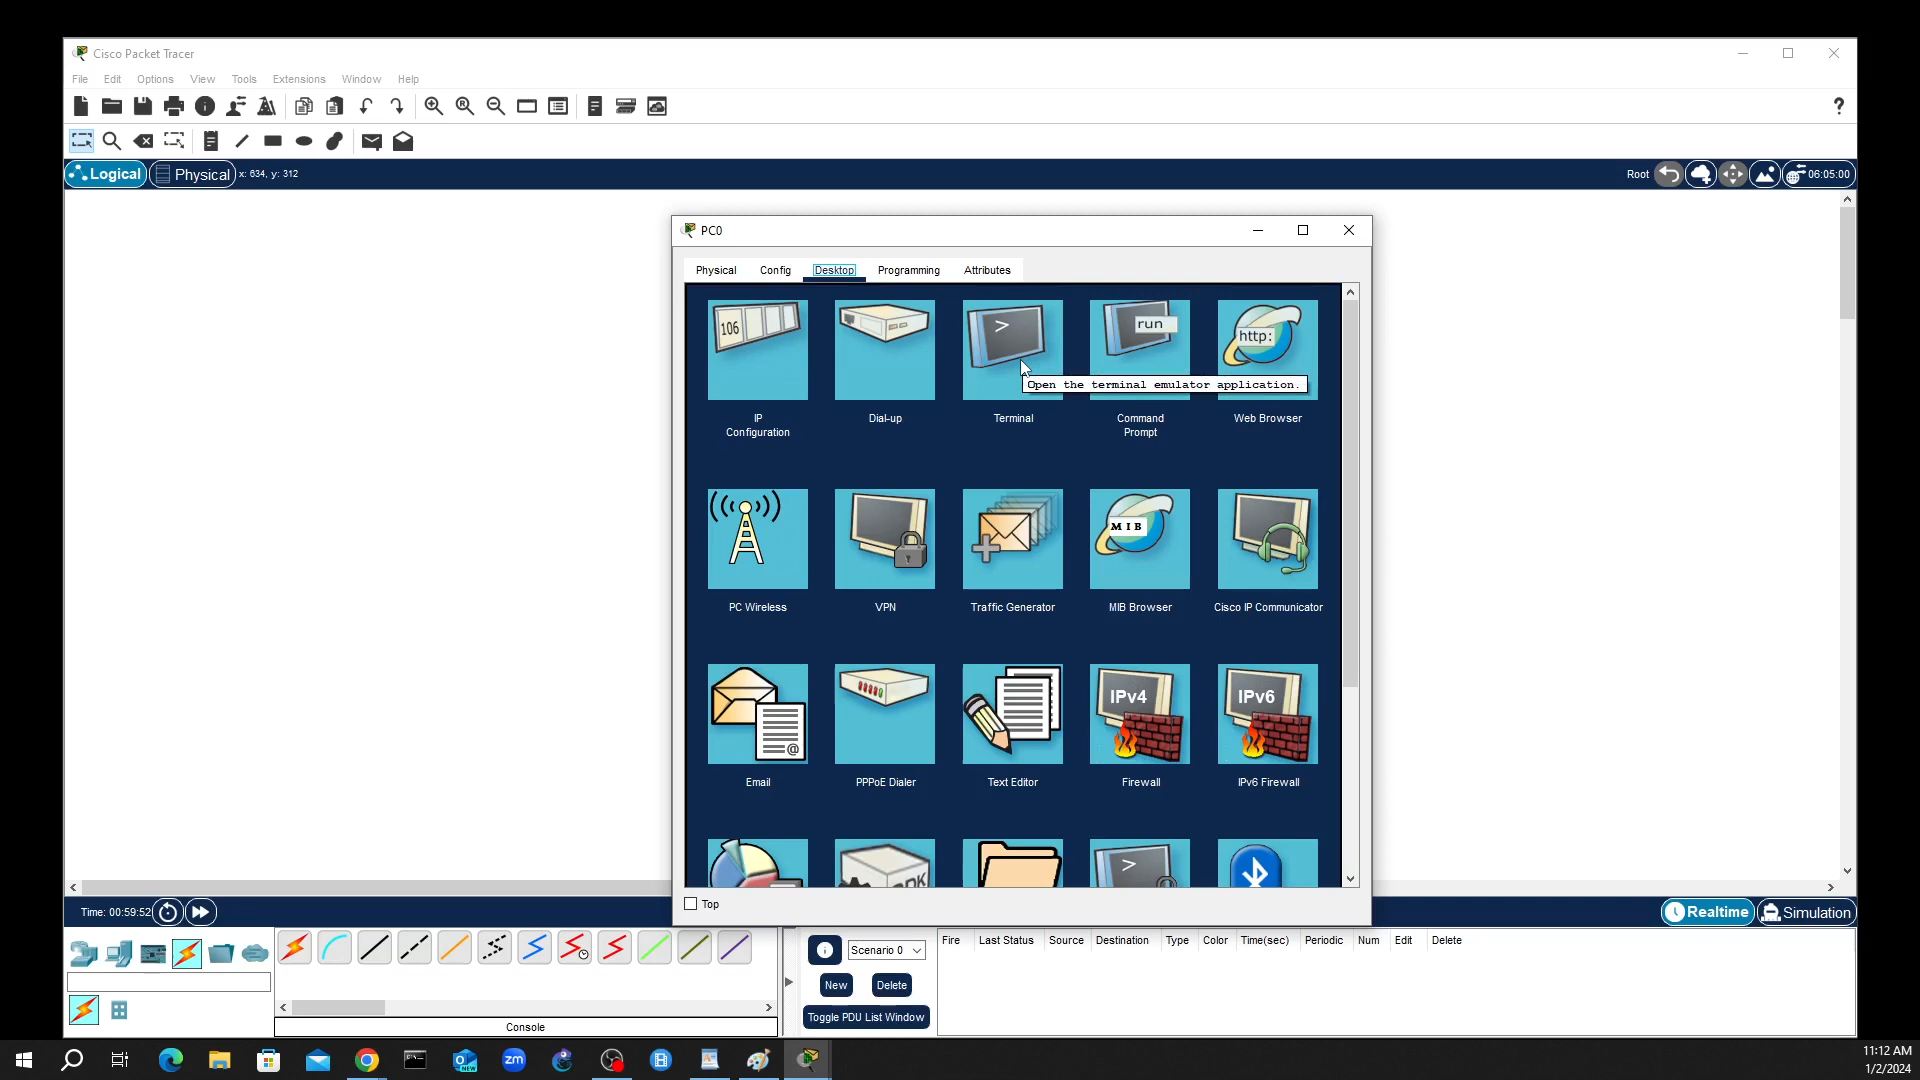 Cisco Packet Tracer
File Edit Options View Tools Extensions Window Help
?
Logical Physical x: 634, y: 312 Root 06:05:00
PC0
Physical Config Desktop Programming Attributes
106 > run http:
Open the terminal emulator application.
IP Configuration
Dial-up
Terminal
Command Prompt
Web Browser
MIB
PC Wireless VPN Traffic Generator MIB Browser Cisco IP Communicator
IPv4 IPv6
@
Email PPPoE Dialer Text Editor Firewall IPv6 Firewall
>
Top
Time: 00:59:52 Realtime Simulation
Scenario 0
New Delete
Toggle PDU List Window
Fire Last Status Source Destination Type Color Time(sec) Periodic Num Edit Delete
Console
zm
NEW
11:12 AM
1/2/2024